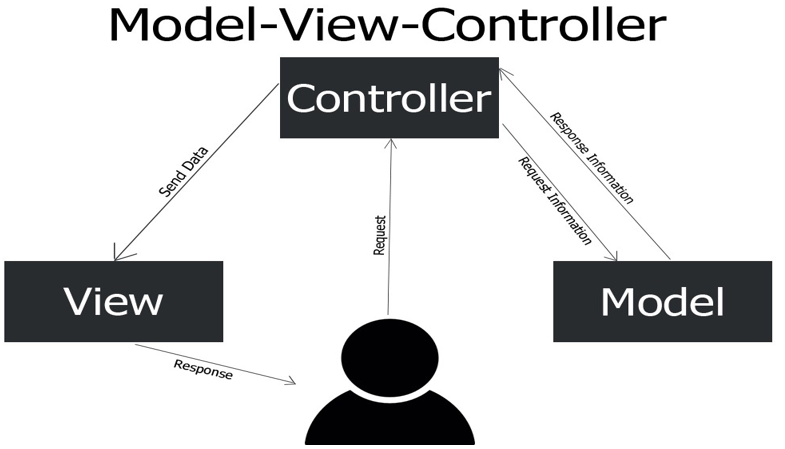 Model-View-Controller
Controller
Send Data
Response Information
Request Information
Request
View
Model
Response